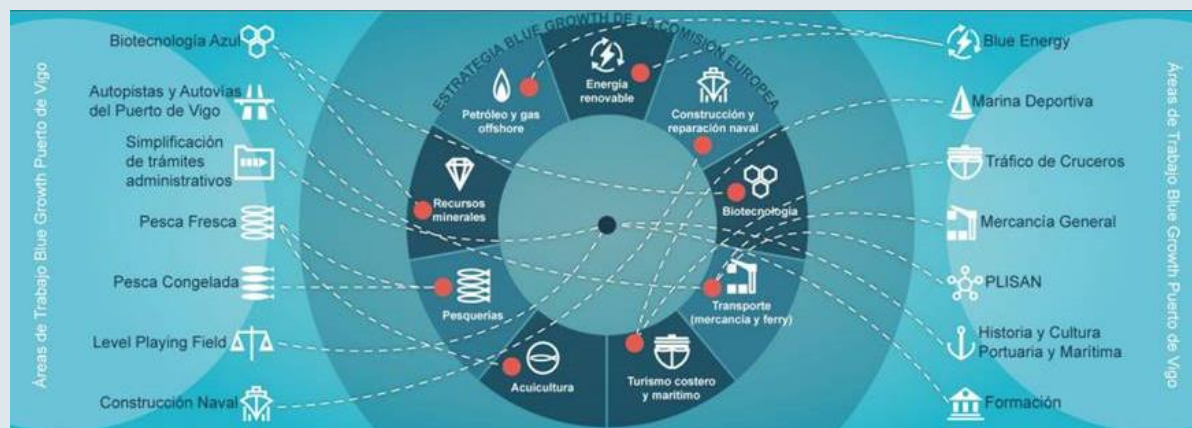 Áreas de Trabajo Blue Growth Puerto de Vigo
Biotecnología Azul
Autopistas y Autovías
del Puerto de Vigo
Simplificación
de trámites
administrativos
Pesca Fresca
Pesca Congelada
Level Playing Field
Construcción Naval
ESTRATEGIA BLUE GROWTH DE LA COMISION EUROPEA
Petróleo y gas
offshore
Energía
renovable
Construcción y
reparación naval
Recursos
minerales
Biotecnología
Pesquerías
Transporte
(mercancía y ferry)
Acuicultura
Turismo costero
y marítimo
Blue Energy
Marina Deportiva
Tráfico de Cruceros
Mercancía General
PLISAN
Historia y Cultura
Portuaria y Marítima
Formación
Áreas de Trabajo Blue Growth Puerto de Vigo